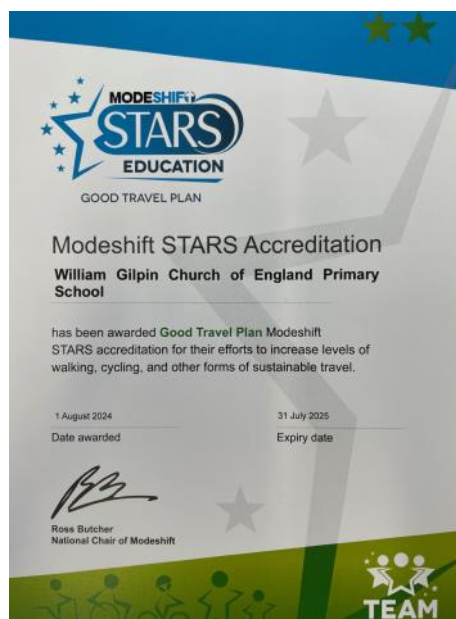 MODESHIFT
STARS
EDUCATION
GOOD TRAVEL PLAN
Modeshift STARS Accreditation
William Gilpin Church of England Primary
School
has been awarded Good Travel Plan Modeshift
STARS accreditation for their efforts to increase levels of
walking, cycling, and other forms of sustainable travel.
1 August 2024 31 July 2025
Date awarded Expiry date
Ross Butcher
National Chair of Modeshift
TEAM